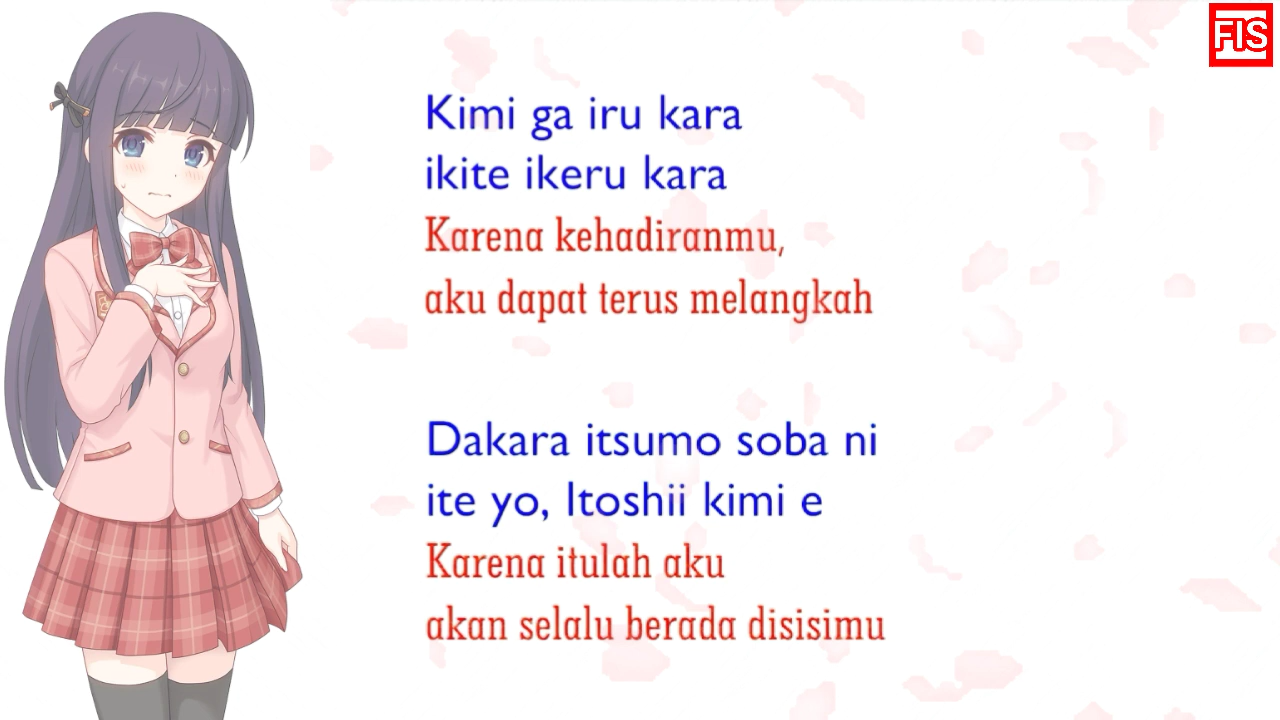 FIS
Kimi ga iru kara
ikite ikeru kara
Karena kehadiranmu,
aku dapat terus melangkah
Dakara itsumo soba ni
ite yo, Itoshii kimi e
Karena itulah aku
akan selalu berada disisimu